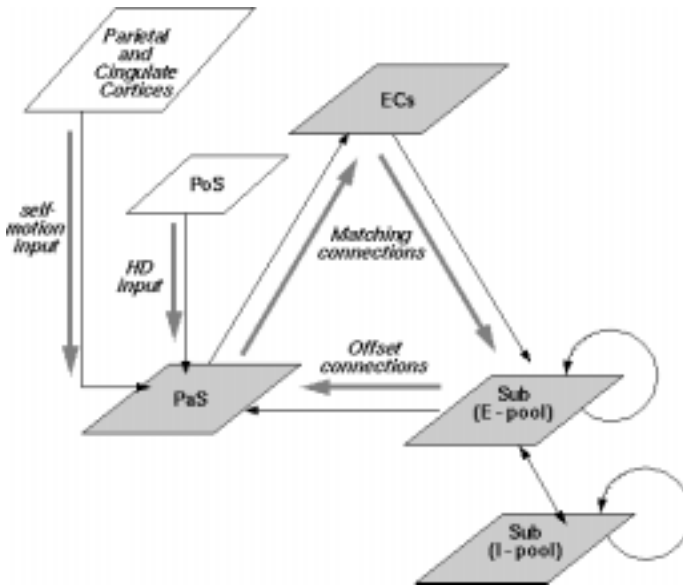 Parietal
and
Cingulate
Cortices
ECs
PoS
self-
motion
input
HD
input
Matching
connections
Offset
connections
PaS
Sub
(E-pool)
Sub
(I-pool)